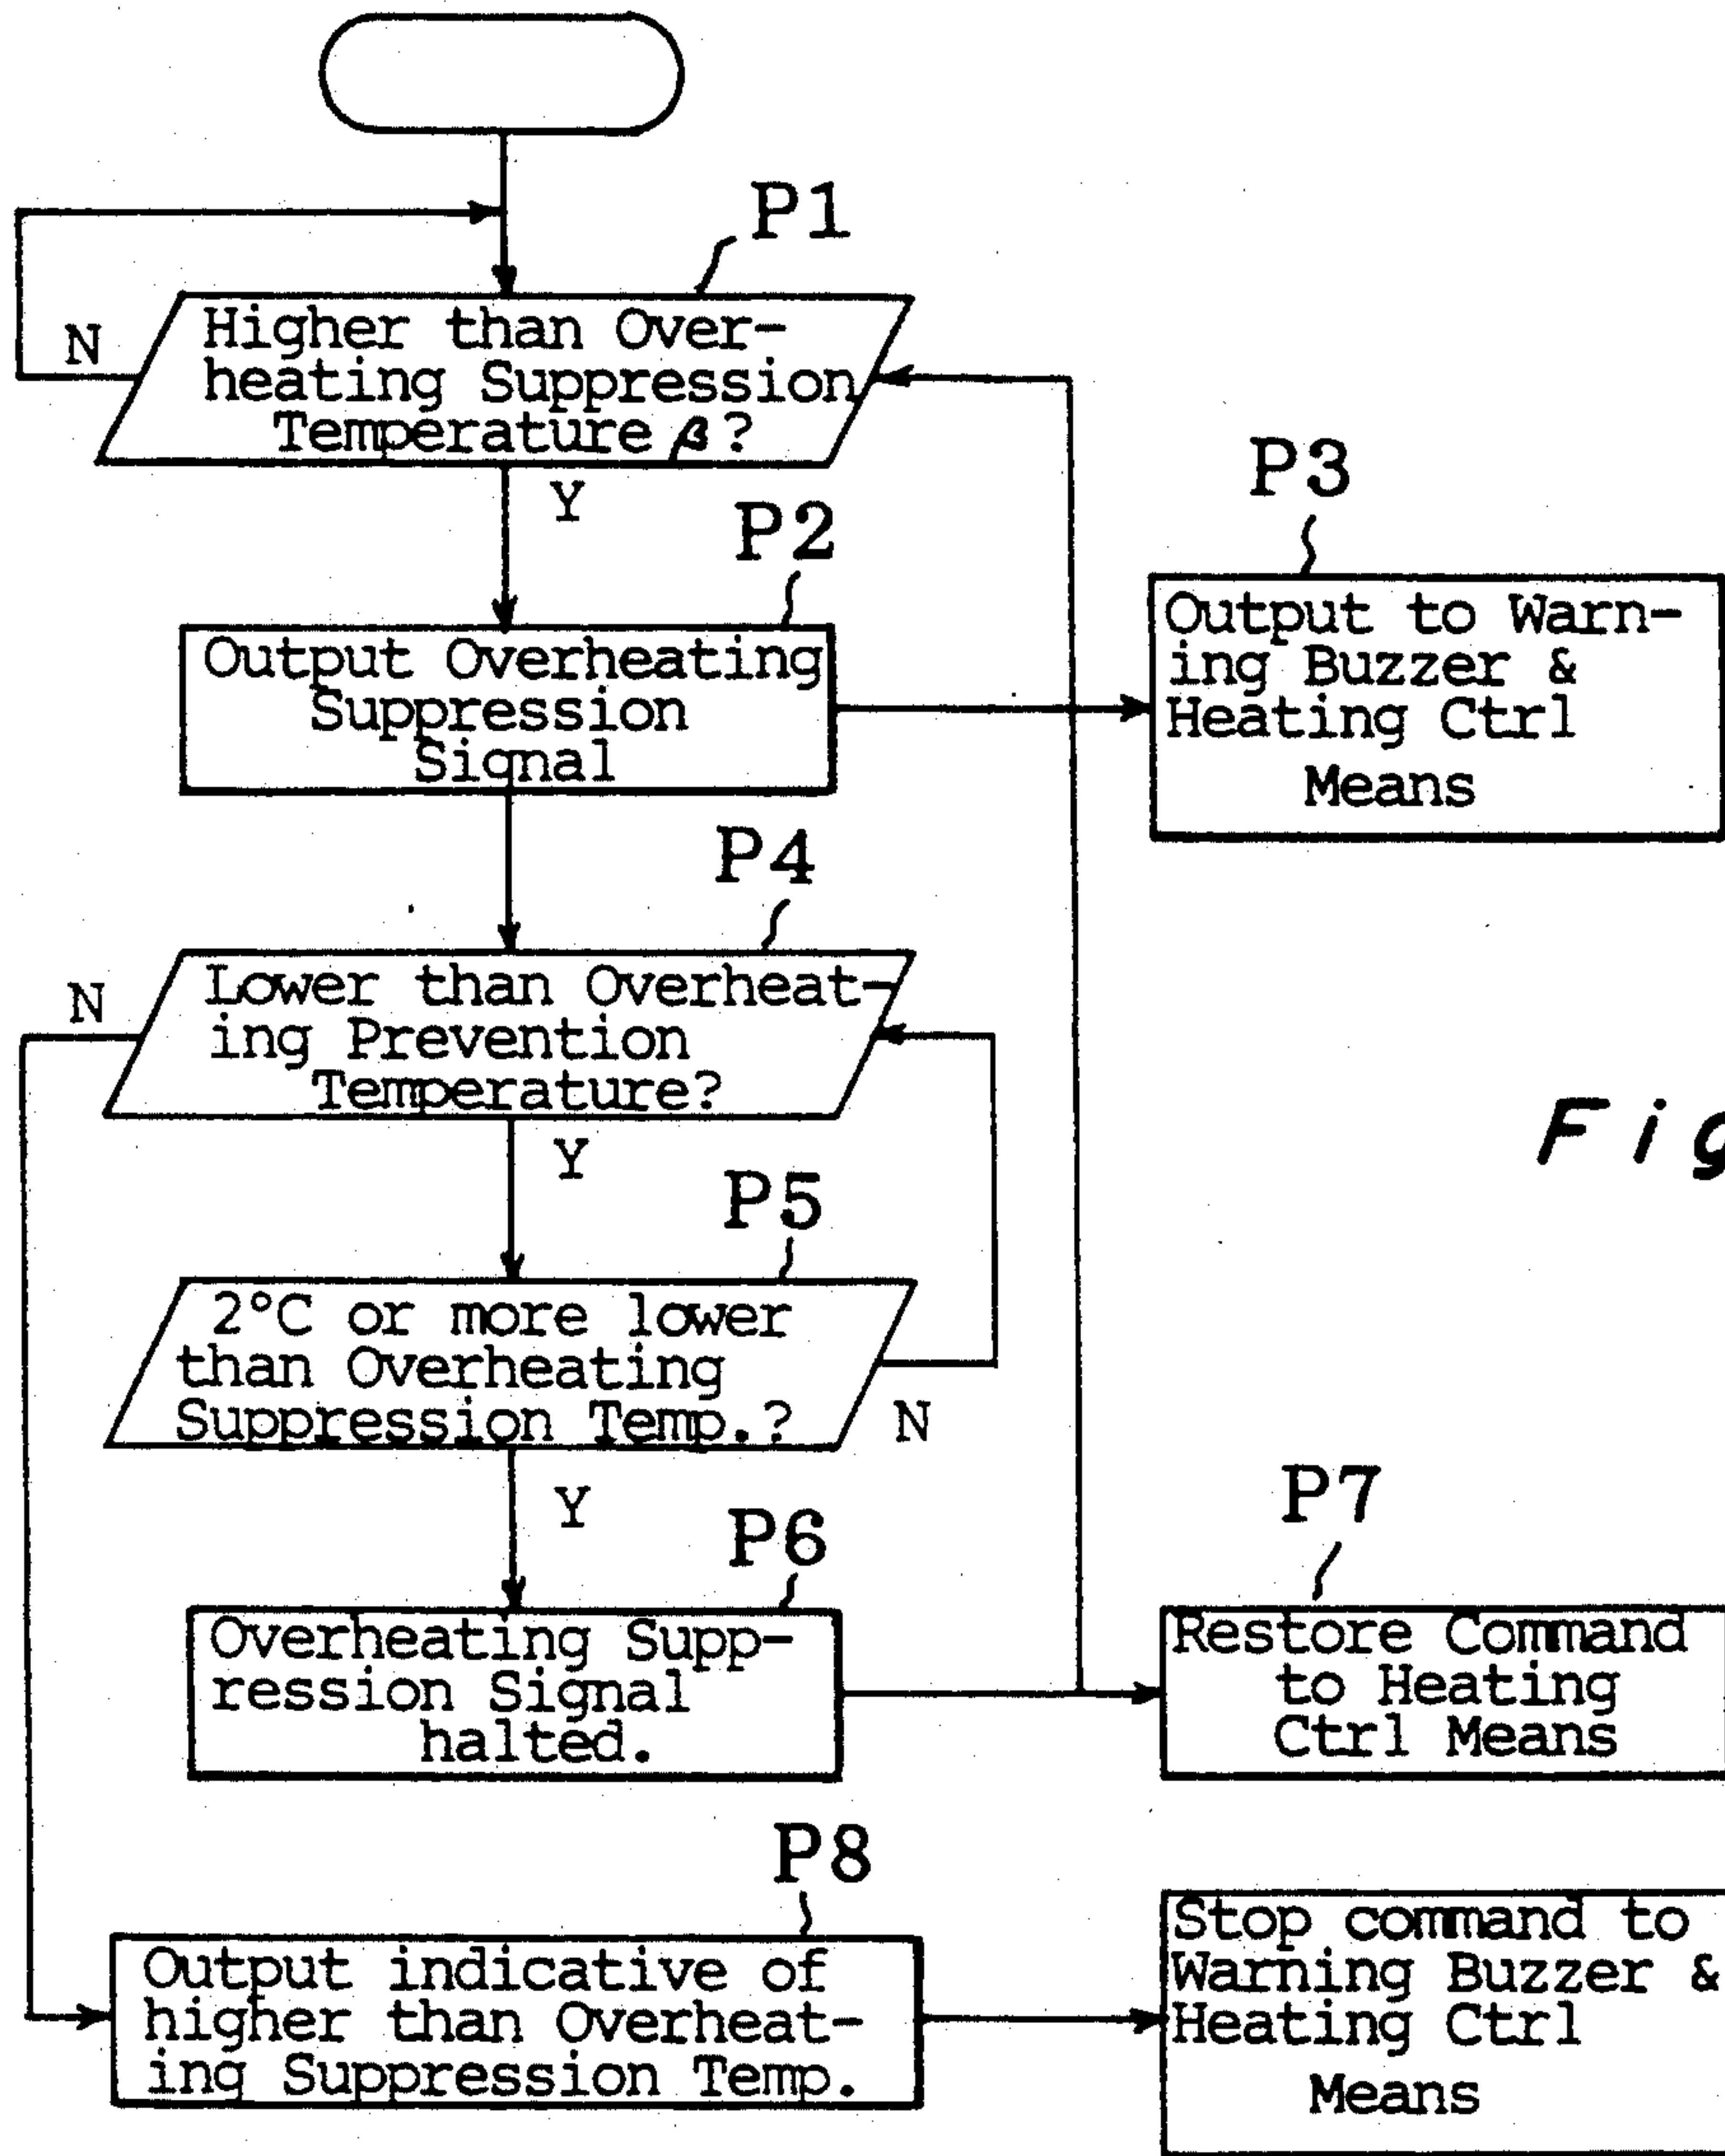 P1
N
Higher than Over-
heating Suppression
Temperature β?
Y
P2
P3
Output Overheating
Suppression
Signal
Output to Warn-
ing Buzzer &
Heating Ctrl
Means
P4
N
Lower than Overheat-
ing Prevention
Temperature?
Y
Fig
P5
2°C or more lower
than Overheating
Suppression Temp.?
N
Y
P6
P7
Overheating Supp-
ression Signal
halted.
Restore Command
to Heating
Ctrl Means
P8
Output indicative of
higher than Overheat-
ing Suppression Temp.
Stop command to
Warning Buzzer &
Heating Ctrl
Means